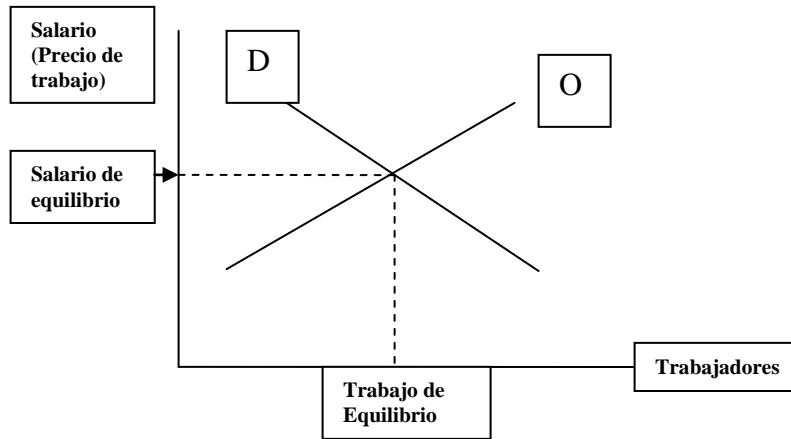 Salario
(Precio de
trabajo)
D
O
Salario de
equilibrio
Trabajadores
Trabajo de
Equilibrio